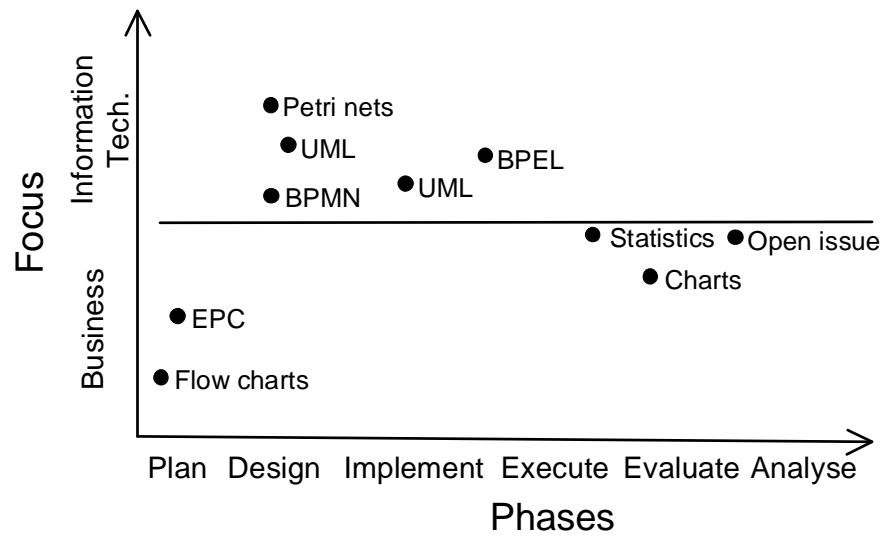 Focus
Information
Tech.
Business
Petri nets
UML
BPEL
UML
BPMN
Statistics
Open issue
Charts
EPC
Flow charts
Plan Design Implement Execute Evaluate Analyse
Phases